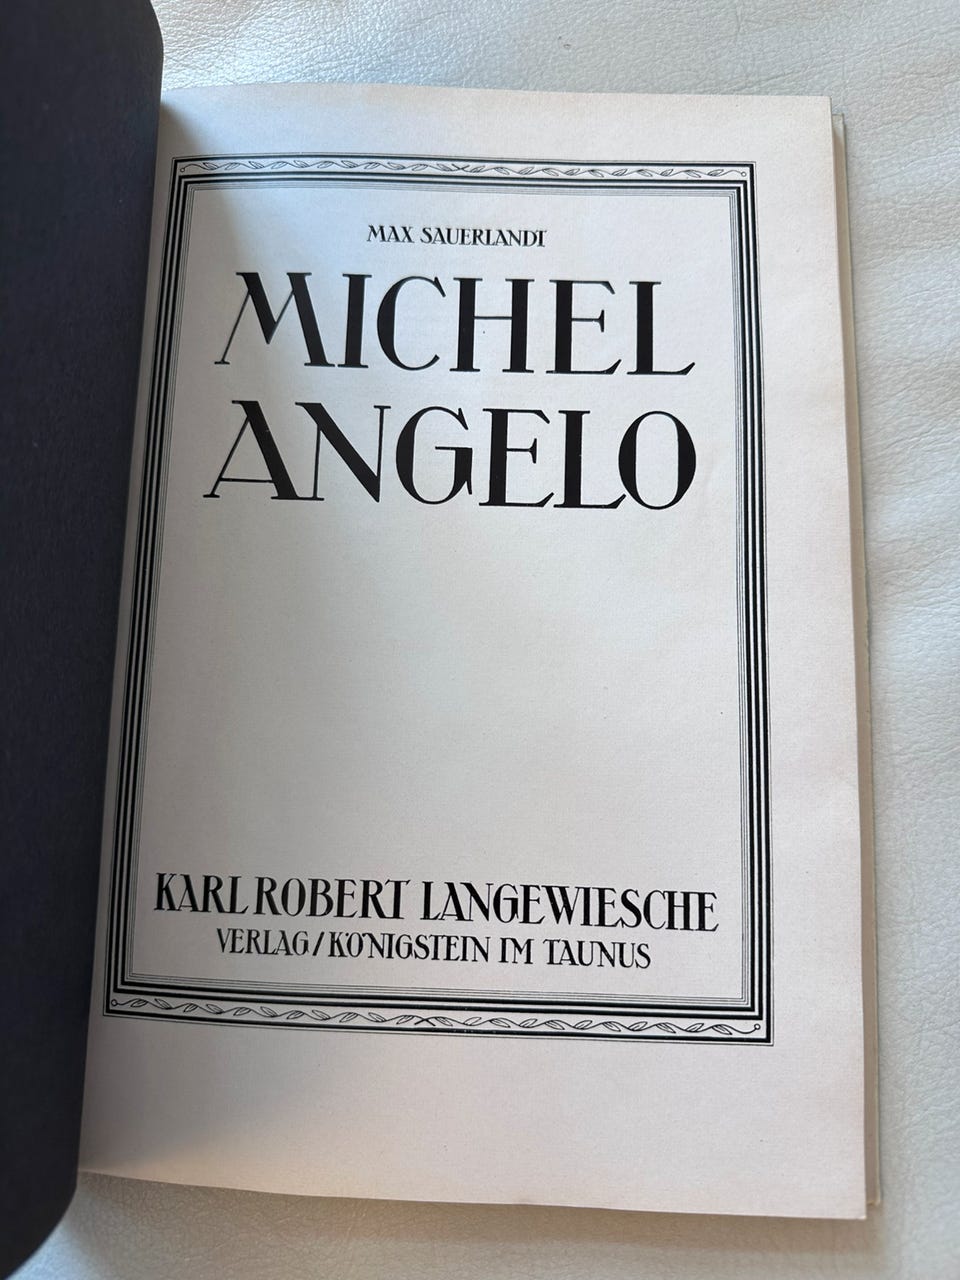 MAX SAUERLANDT
MICHEL
ANGELO
KARL ROBERT LANGEWIESCHE
VERLAG/KÖNIGSTEIN IM TAUNUS